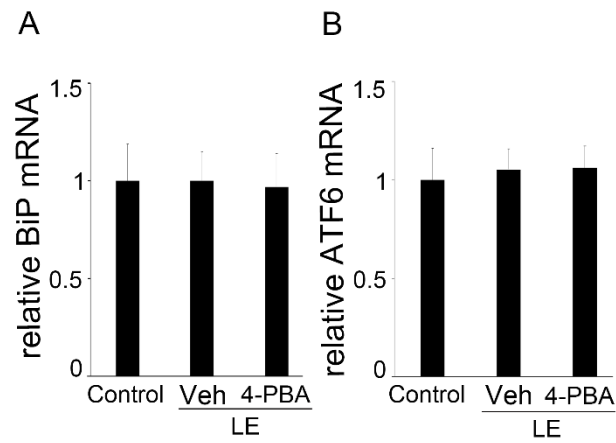 A
relative BiP mRNA
1.5
1
0.5
0
Control Veh 4-PBA
LE
B
relative ATF6 mRNA
1.5
1
0.5
0
Control Veh 4-PBA
LE